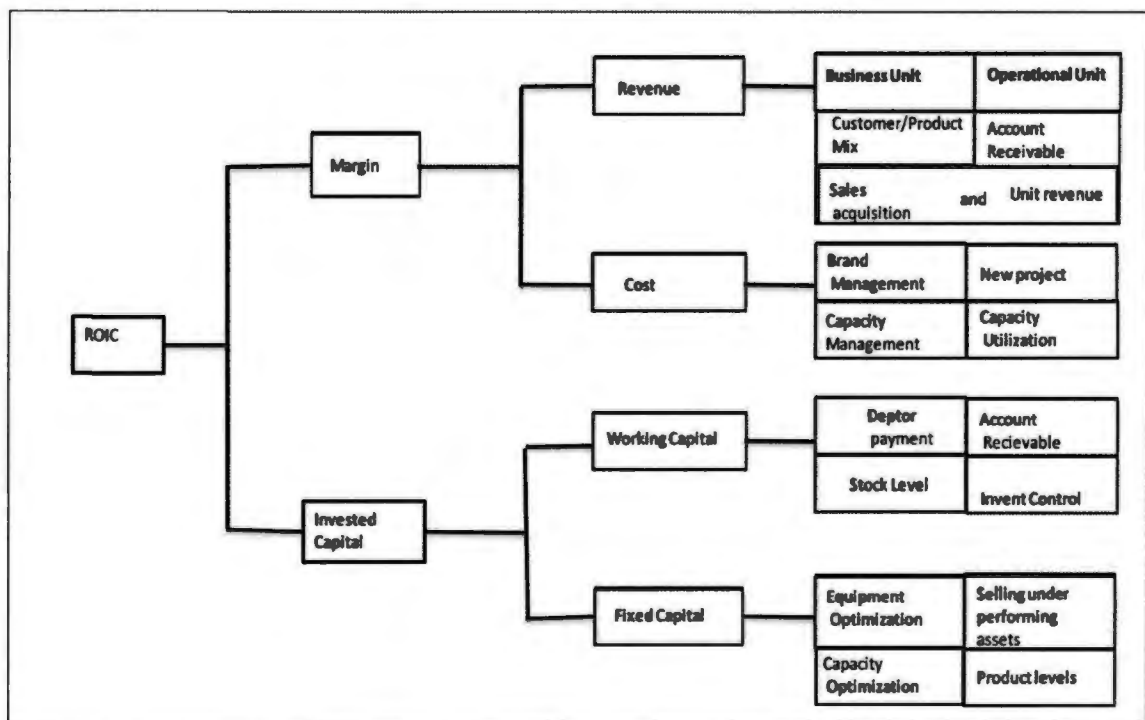 ROIC
Margin
Invested
Capital
Revenue
Cost
Working Capital
Fixed Capital
Business Unit
Operational Unit
Customer/Product
Mix
Account
Receivable
Sales
acquisition
and
Unit revenue
Brand
Management
New project
Capacity
Management
Capacity
Utilization
Deptor
payment
Account
Recievable
Stock Level
Invent Control
Equipment
Optimization
Selling under
performing
assets
Capacity
Optimization
Product levels